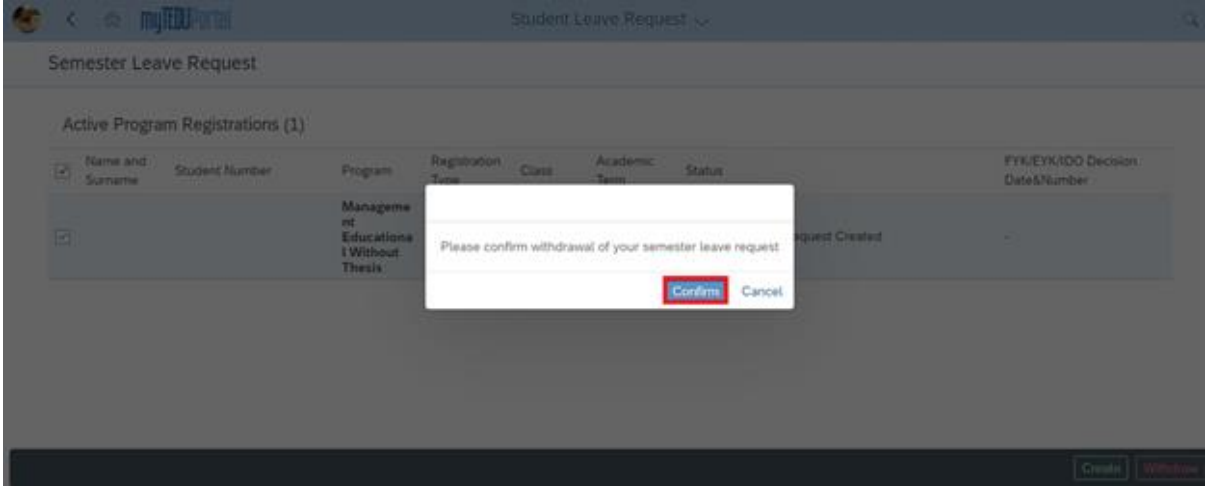 myTEDUPortal
Student Leave Request
Semester Leave Request
Active Program Registrations (1)
Name and Surname Student Number Program Registration Type Class Academic Term Status FYK/EYK/IDO Decision Date&Number
Manageme
nt
Educationa
l Without
Thesis
equest Created
-
Please confirm withdrawal of your semester leave request
Confirm Cancel
Create Withdraw